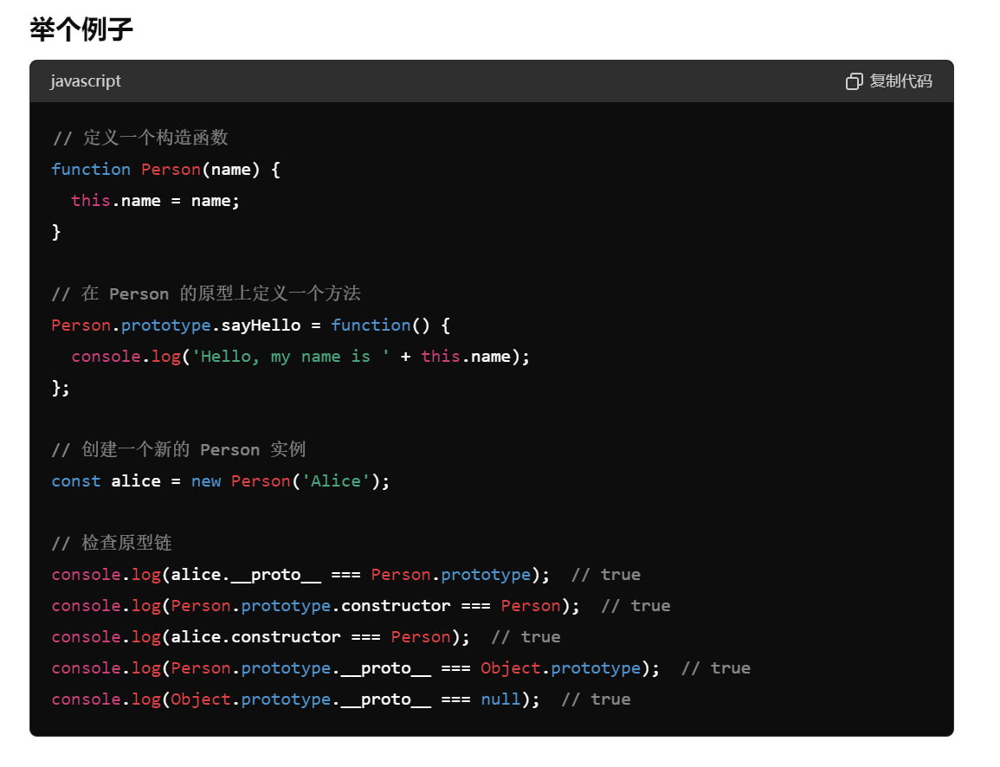 举个例子
javascript
复制代码
// 定义一个构造函数
function Person(name) {
  this.name = name;
}
// 在 Person 的原型上定义一个方法
Person.prototype.sayHello = function() {
  console.log('Hello, my name is ' + this.name);
};
// 创建一个新的 Person 实例
const alice = new Person('Alice');
// 检查原型链
console.log(alice.__proto__ === Person.prototype);  // true
console.log(Person.prototype.constructor === Person);  // true
console.log(alice.constructor === Person);  // true
console.log(Person.prototype.__proto__ === Object.prototype);  // true
console.log(Object.prototype.__proto__ === null);  // true